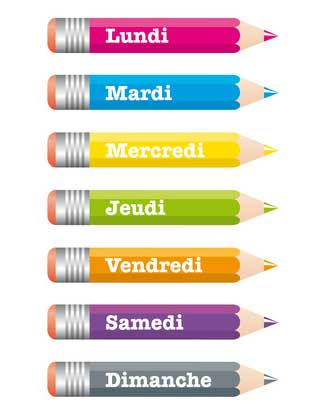 Lundi
Mardi
Mercredi
Jeudi
Vendredi
Samedi
Dimanche